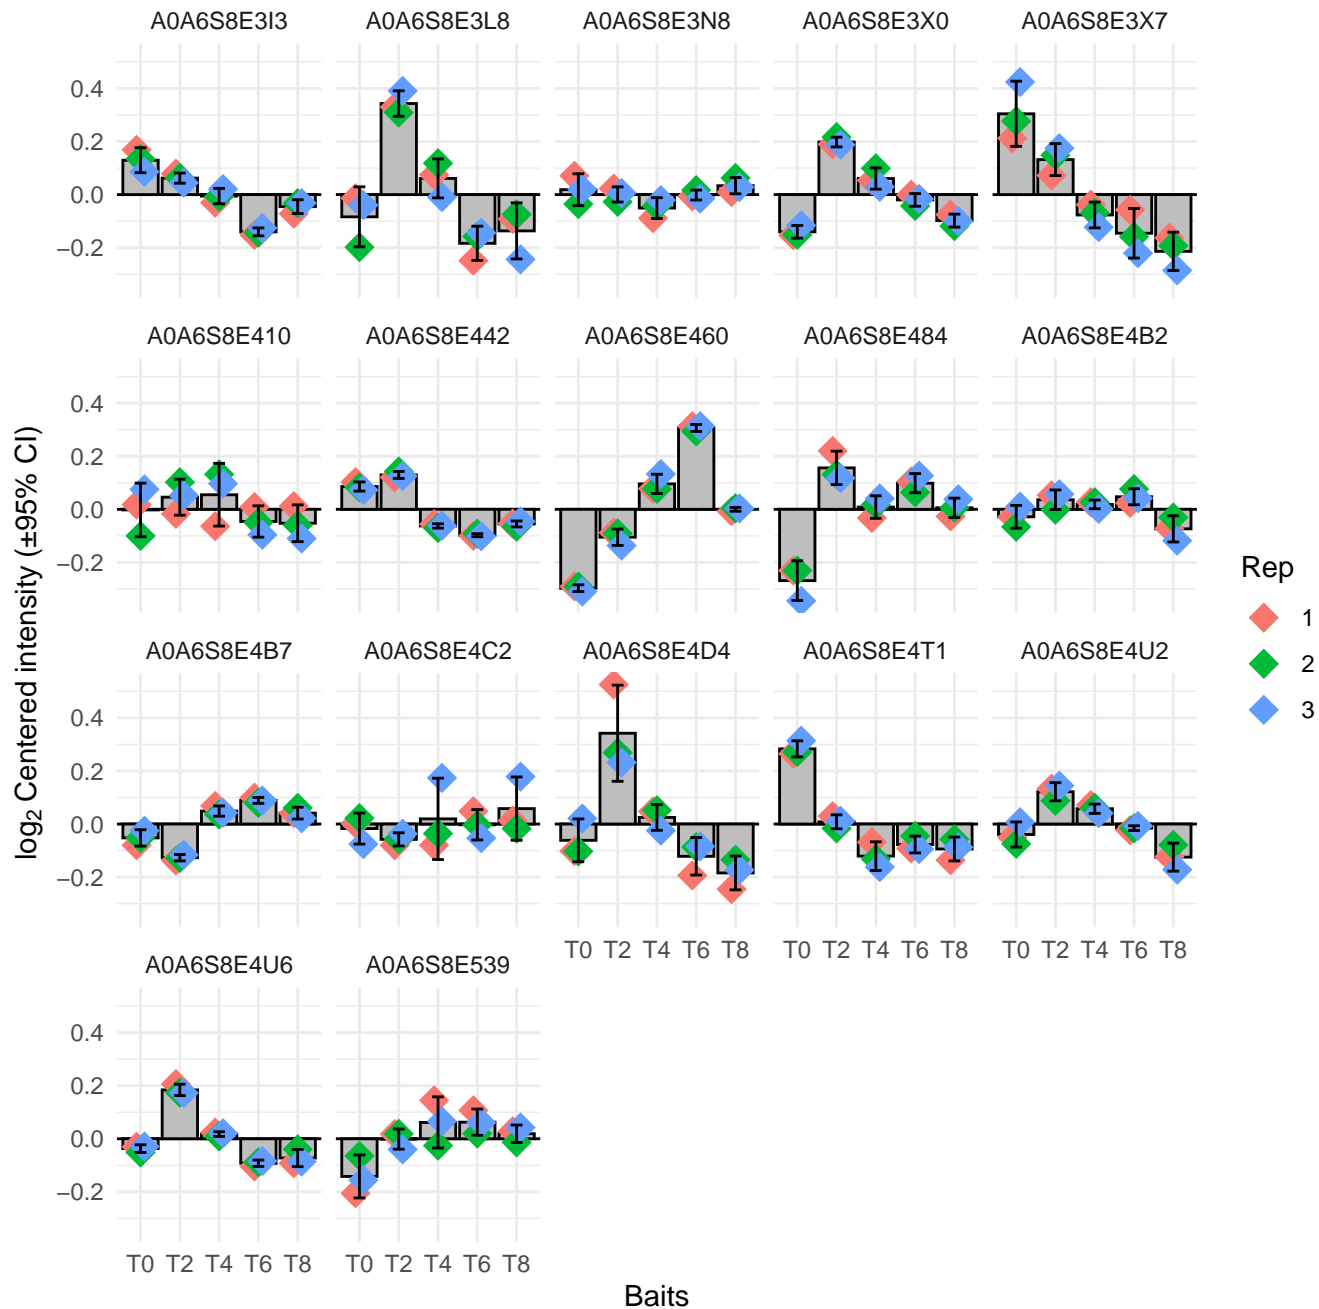 A0A6S8E3I3 A0A6S8E3L8 A0A6S8E3N8 A0A6S8E3X0 A0A6S8E3X7
0.4
0.2
0.0
−0.2
A0A6S8E410 A0A6S8E442 A0A6S8E460 A0A6S8E484 A0A6S8E4B2
0.4
0.2
0.0
−0.2
log2 Centered intensity (±95% CI)
Rep
1
2
3
A0A6S8E4B7 A0A6S8E4C2 A0A6S8E4D4 A0A6S8E4T1 A0A6S8E4U2
0.4
0.2
0.0
−0.2
T0 T2 T4 T6 T8 T0 T2 T4 T6 T8 T0 T2 T4 T6 T8
A0A6S8E4U6 A0A6S8E539
0.4
0.2
0.0
−0.2
T0 T2 T4 T6 T8 T0 T2 T4 T6 T8
Baits